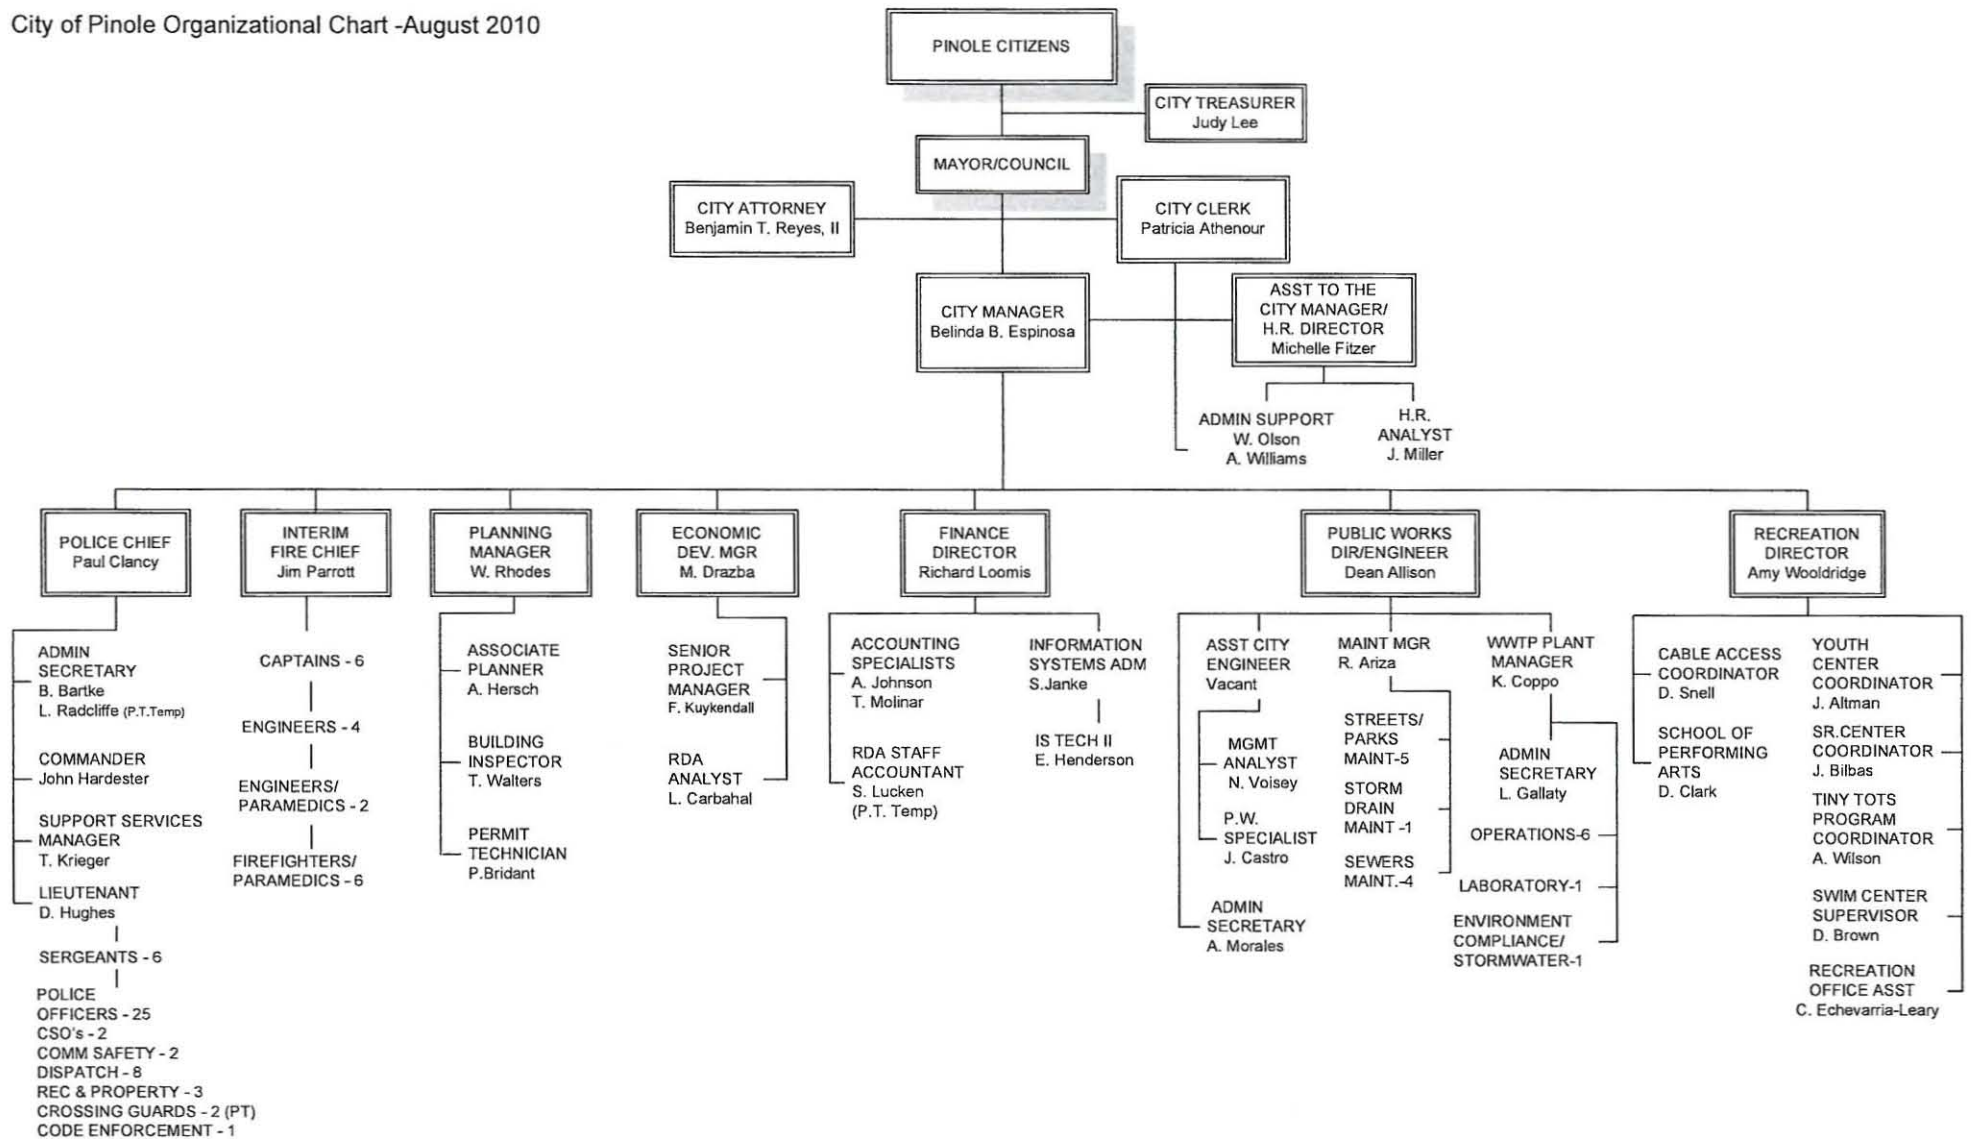 City of Pinole Organizational Chart -August 2010
PINOLE CITIZENS
CITY TREASURER
Judy Lee
MAYOR/COUNCIL
CITY ATTORNEY
Benjamin T. Reyes, II
CITY CLERK
Patricia Athenour
CITY MANAGER
Belinda B. Espinosa
ASST TO THE
CITY MANAGER/
H.R. DIRECTOR
Michelle Fitzer
ADMIN SUPPORT
W. Olson
A. Williams
H.R.
ANALYST
J. Miller
POLICE CHIEF
Paul Clancy
ADMIN
SECRETARY
B. Bartke
L. Radcliffe (P.T.Temp)
COMMANDER
John Hardester
SUPPORT SERVICES
MANAGER
T. Krieger
LIEUTENANT
D. Hughes
SERGEANTS - 6
POLICE
OFFICERS - 25
CSO's - 2
COMM SAFETY - 2
DISPATCH - 8
REC & PROPERTY - 3
CROSSING GUARDS - 2 (PT)
CODE ENFORCEMENT - 1
INTERIM
FIRE CHIEF
Jim Parrott
CAPTAINS - 6
ENGINEERS - 4
ENGINEERS/
PARAMEDICS - 2
FIREFIGHTERS/
PARAMEDICS - 6
PLANNING
MANAGER
W. Rhodes
ASSOCIATE
PLANNER
A. Hersch
BUILDING
INSPECTOR
T. Walters
PERMIT
TECHNICIAN
P.Bridant
ECONOMIC
DEV. MGR
M. Drazba
SENIOR
PROJECT
MANAGER
F. Kuykendall
RDA
ANALYST
L. Carbahal
FINANCE
DIRECTOR
Richard Loomis
ACCOUNTING
SPECIALISTS
A. Johnson
T. Molinar
RDA STAFF
ACCOUNTANT
S. Lucken
(P.T. Temp)
INFORMATION
SYSTEMS ADM
S.Janke
IS TECH II
E. Henderson
PUBLIC WORKS
DIR/ENGINEER
Dean Allison
ASST CITY
ENGINEER
Vacant
MGMT
ANALYST
N. Voisey
P.W.
SPECIALIST
J. Castro
ADMIN
SECRETARY
A. Morales
MAINT MGR
R. Ariza
STREETS/
PARKS
MAINT-5
STORM
DRAIN
MAINT -1
SEWERS
MAINT.-4
WWTP PLANT
MANAGER
K. Coppo
ADMIN
SECRETARY
L. Gallaty
OPERATIONS-6
LABORATORY-1
ENVIRONMENT
COMPLIANCE/
STORMWATER-1
RECREATION
DIRECTOR
Amy Wooldridge
CABLE ACCESS
COORDINATOR
D. Snell
SCHOOL OF
PERFORMING
ARTS
D. Clark
YOUTH
CENTER
COORDINATOR
J. Altman
SR.CENTER
COORDINATOR
J. Bilbas
TINY TOTS
PROGRAM
COORDINATOR
A. Wilson
SWIM CENTER
SUPERVISOR
D. Brown
RECREATION
OFFICE ASST
C. Echevarria-Leary